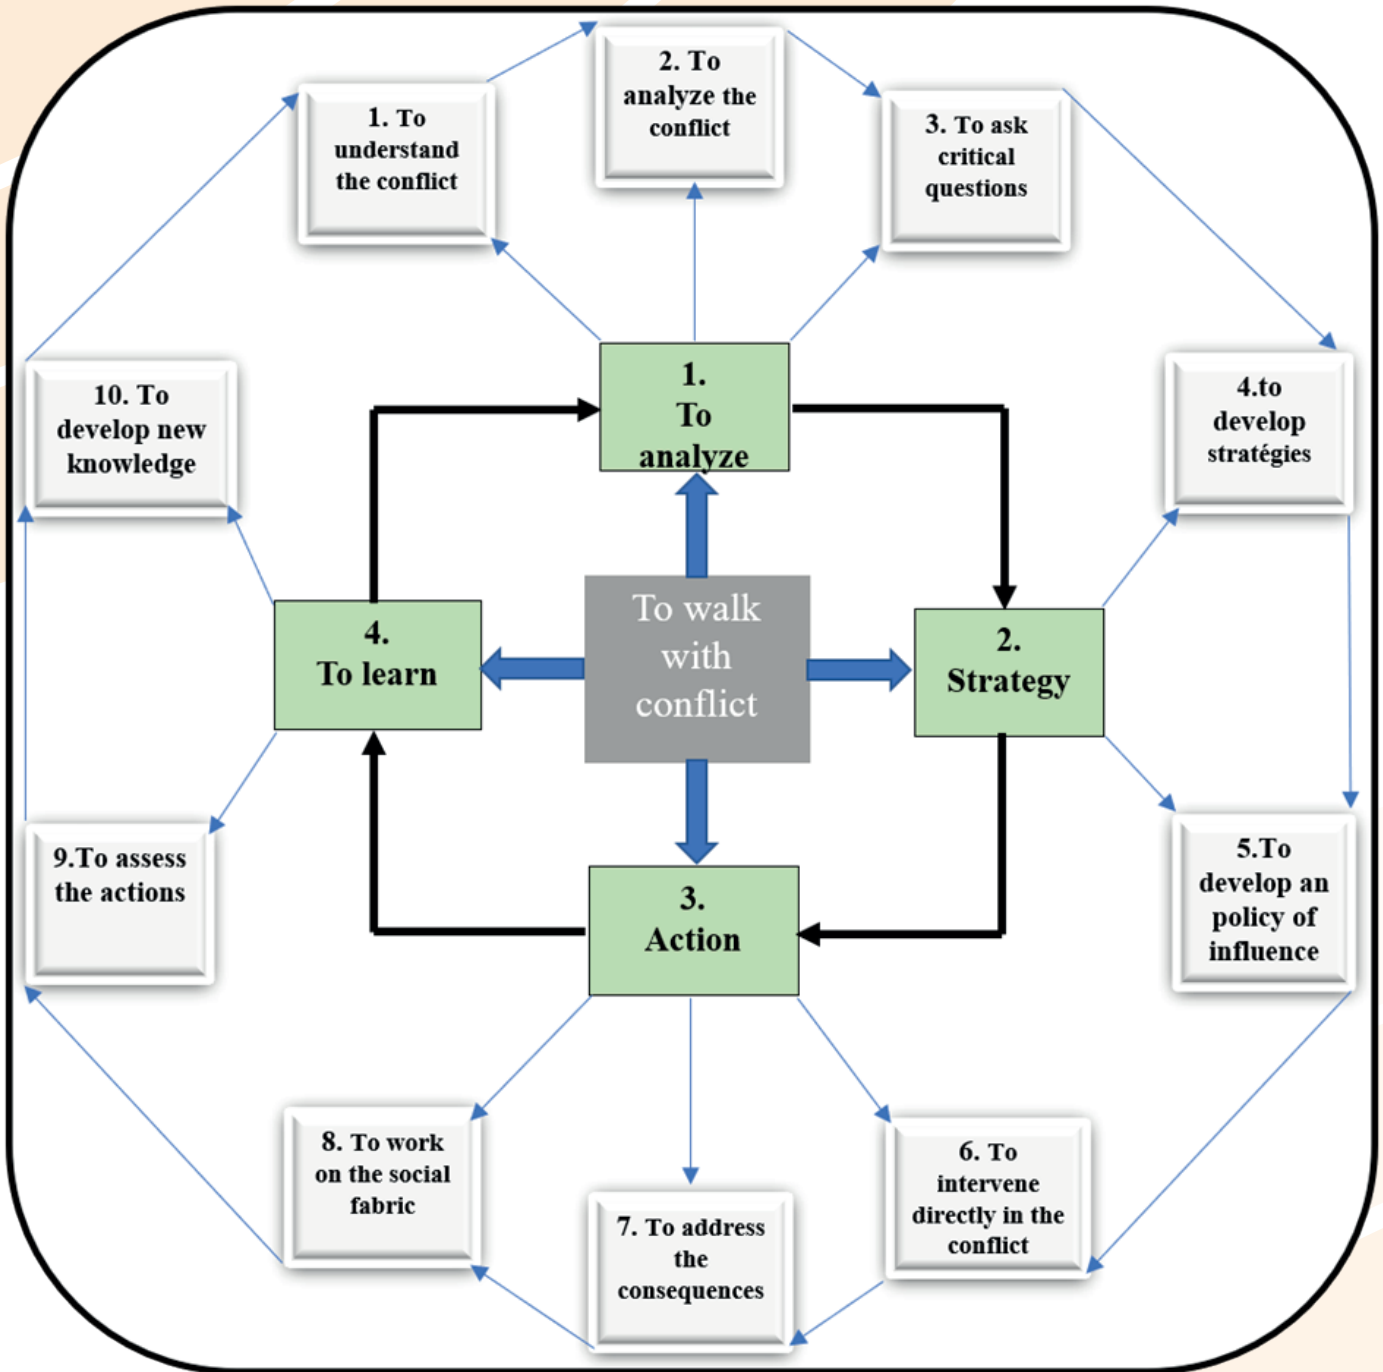 1. To
understand
the conflict
2. To
analyze the
conflict
3. To ask
critical
questions
4.to
develop
stratégies
5.To
develop an
policy of
influence
6. To
intervene
directly in the
conflict
7. To address
the
consequences
8. To work
on the social
fabric
9.To assess
the actions
10. To
develop new
knowledge
1.
To
analyze
2.
Strategy
3.
Action
4.
To learn
To walk
with
conflict